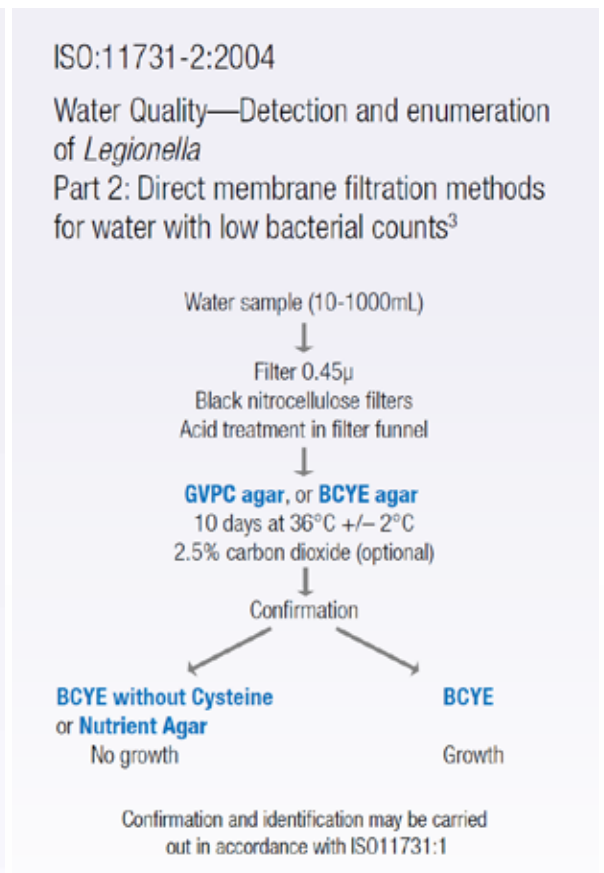 ISO:11731-2:2004
Water Quality—Detection and enumeration
of Legionella
Part 2: Direct membrane filtration methods
for water with low bacterial counts³
Water sample (10-1000mL)
Filter 0.45µ
Black nitrocellulose filters
Acid treatment in filter funnel
GVPC agar, or BCYE agar
10 days at 36°C +/– 2°C
2.5% carbon dioxide (optional)
Confirmation
BCYE without Cysteine
or Nutrient Agar
No growth
BCYE
Growth
Confirmation and identification may be carried
out in accordance with ISO11731:1